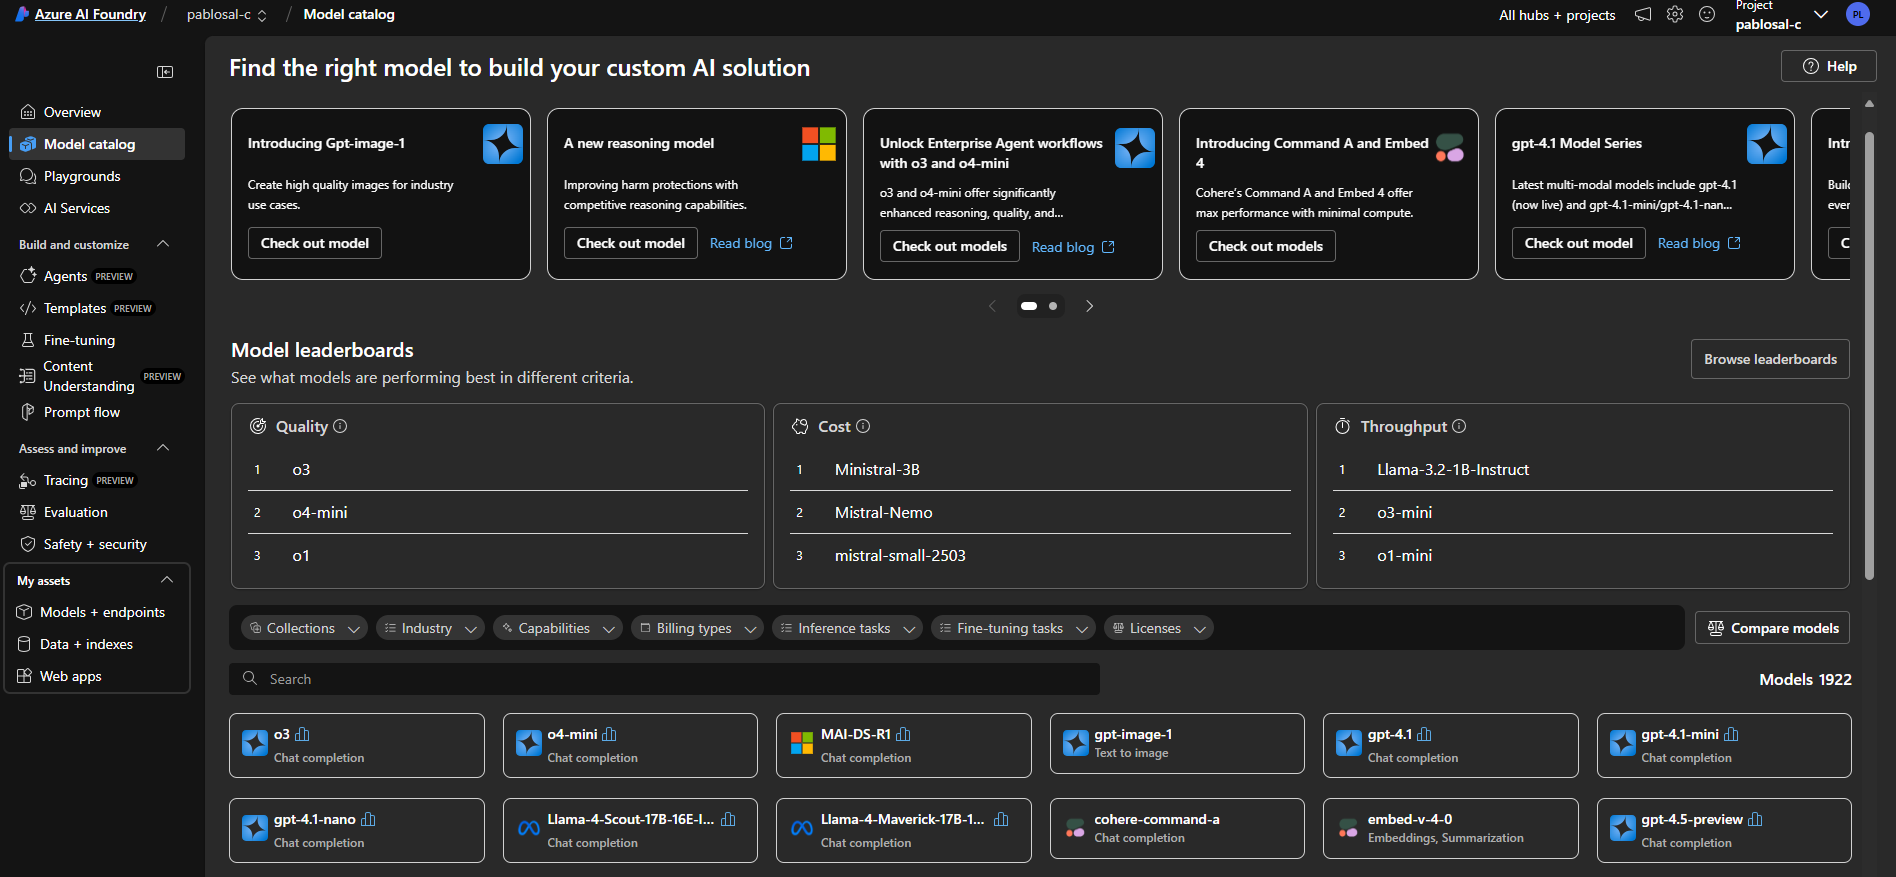 Azure AI Foundry / pablosal-c / Model catalog
All hubs + projects
Project
pablosal-c
PL
Overview
Model catalog
Playgrounds
AI Services
Build and customize
Agents PREVIEW
Templates PREVIEW
Fine-tuning
Content
Understanding PREVIEW
Prompt flow
Assess and improve
Tracing PREVIEW
Evaluation
Safety + security
My assets
Models + endpoints
Data + indexes
Web apps
Find the right model to build your custom AI solution
Help
Introducing Gpt-image-1
Create high quality images for industry
use cases.
Check out model
A new reasoning model
Improving harm protections with
competitive reasoning capabilities.
Check out model Read blog
Unlock Enterprise Agent workflows
with o3 and o4-mini
o3 and o4-mini offer significantly
enhanced reasoning, quality, and...
Check out models Read blog
Introducing Command A and Embed
4
Cohere's Command A and Embed 4 offer
max performance with minimal compute.
Check out models
gpt-4.1 Model Series
Latest multi-modal models include gpt-4.1
(now live) and gpt-4.1-mini/gpt-4.1-nan...
Check out model Read blog
Model leaderboards
See what models are performing best in different criteria.
Browse leaderboards
Quality
1 o3
2 o4-mini
3 o1
Cost
1 Ministral-3B
2 Mistral-Nemo
3 mistral-small-2503
Throughput
1 Llama-3.2-1B-Instruct
2 o3-mini
3 o1-mini
Collections Industry Capabilities Billing types Inference tasks Fine-tuning tasks Licenses
Compare models
Search
Models 1922
o3
Chat completion
o4-mini
Chat completion
MAI-DS-R1
Chat completion
gpt-image-1
Text to image
gpt-4.1
Chat completion
gpt-4.1-mini
Chat completion
gpt-4.1-nano
Chat completion
Llama-4-Scout-17B-16E-I...
Chat completion
Llama-4-Maverick-17B-1...
Chat completion
cohere-command-a
Chat completion
embed-v-4-0
Embeddings, Summarization
gpt-4.5-preview
Chat completion